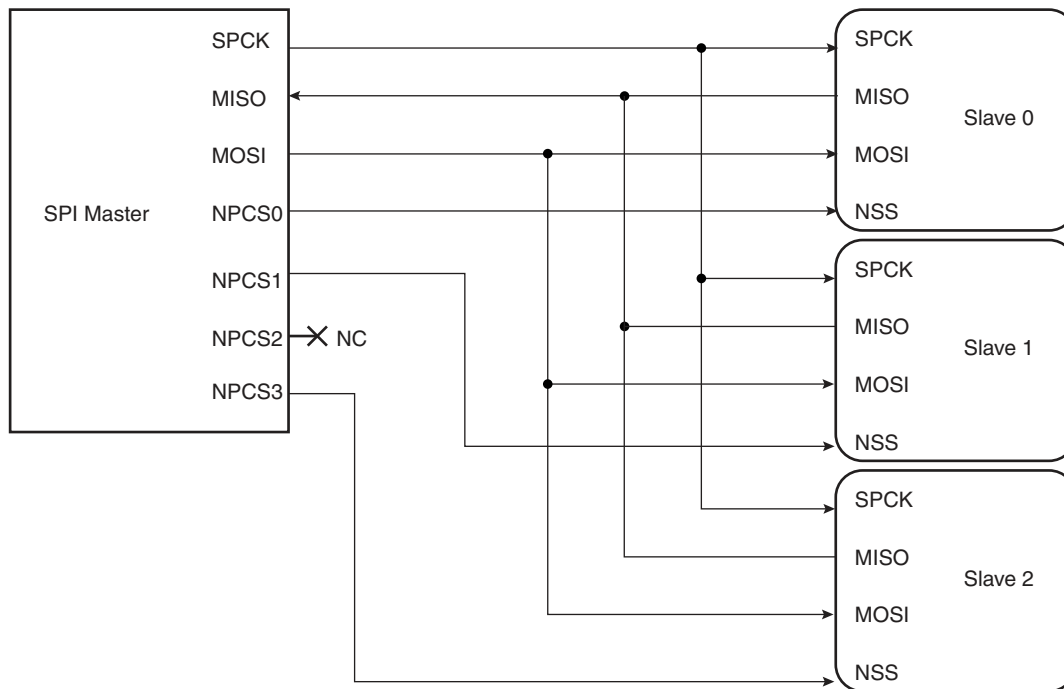 SPI Master
SPCK
MISO
MOSI
NPCS0
NPCS1
NPCS2
NC
NPCS3
SPCK
MISO
Slave 0
MOSI
NSS
SPCK
MISO
Slave 1
MOSI
NSS
SPCK
MISO
Slave 2
MOSI
NSS